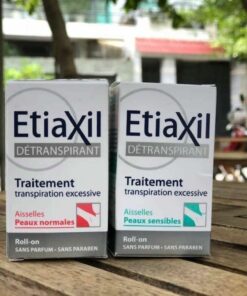 EtiaXil
DÉTRANSPIRANT
Traitement
transpiration excessive
Aisselles
Peaux normales
Roll-on
SANS PARFUM - SANS PARABEN
EtiaXil
DÉTRANSPIRANT
Traitement
transpiration excessive
Aisselles
Peaux sensibles
Roll-on
SANS PARFUM - SANS PARABEN